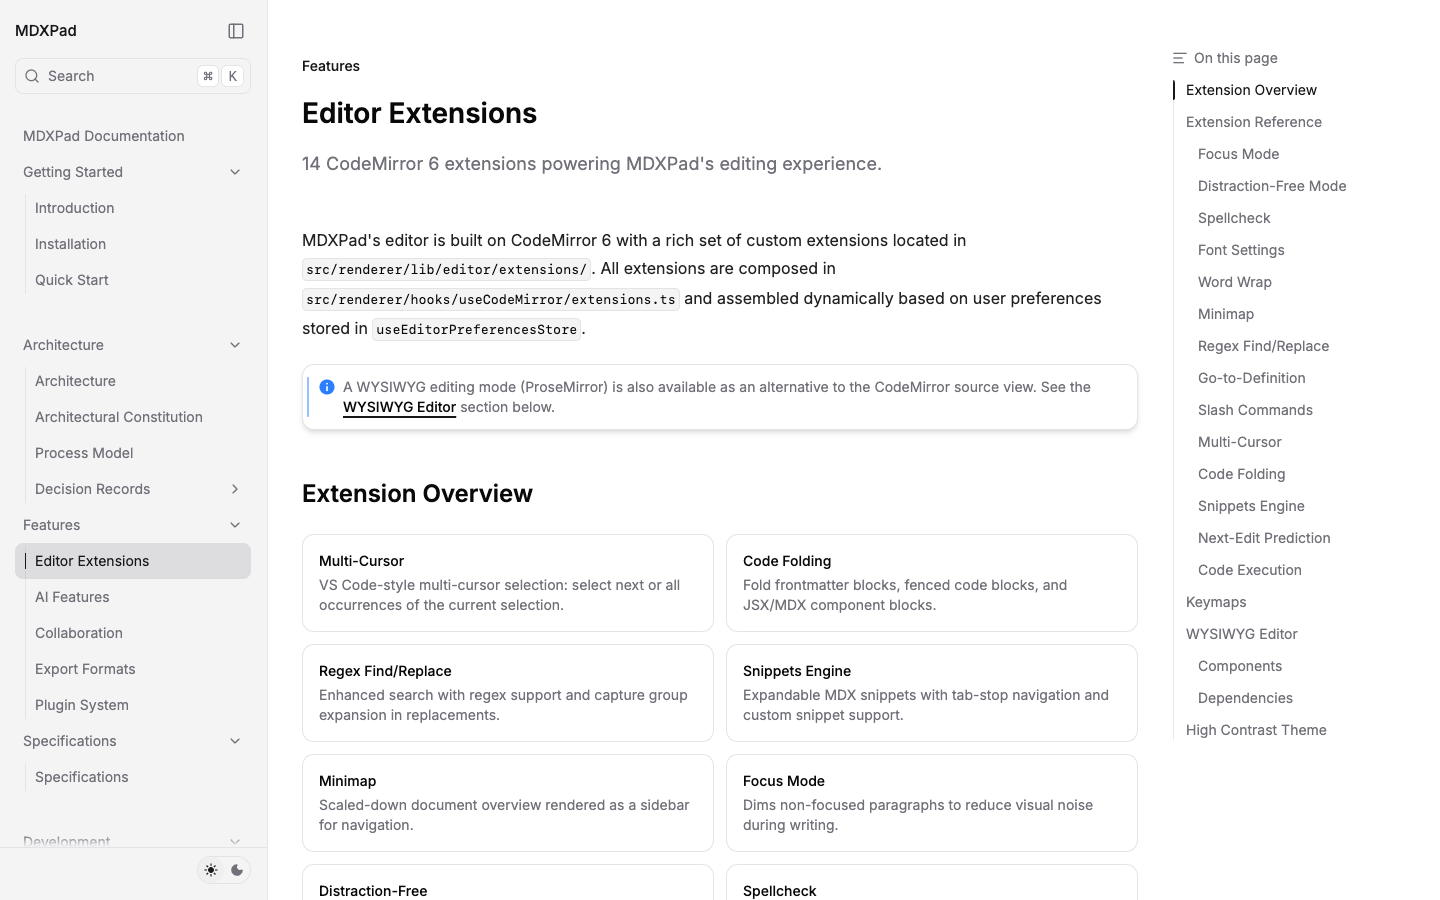 MDXPad
Search
⌘ K
MDXPad Documentation
Getting Started
Introduction
Installation
Quick Start
Architecture
Architecture
Architectural Constitution
Process Model
Decision Records
Features
Editor Extensions
AI Features
Collaboration
Export Formats
Plugin System
Specifications
Specifications
Development
Features
Editor Extensions
14 CodeMirror 6 extensions powering MDXPad's editing experience.
MDXPad's editor is built on CodeMirror 6 with a rich set of custom extensions located in
src/renderer/lib/editor/extensions/. All extensions are composed in
src/renderer/hooks/useCodeMirror/extensions.ts and assembled dynamically based on user preferences
stored in useEditorPreferencesStore.
A WYSIWYG editing mode (ProseMirror) is also available as an alternative to the CodeMirror source view. See the
WYSIWYG Editor section below.
Extension Overview
Multi-Cursor
VS Code-style multi-cursor selection: select next or all
occurrences of the current selection.
Code Folding
Fold frontmatter blocks, fenced code blocks, and
JSX/MDX component blocks.
Regex Find/Replace
Enhanced search with regex support and capture group
expansion in replacements.
Snippets Engine
Expandable MDX snippets with tab-stop navigation and
custom snippet support.
Minimap
Scaled-down document overview rendered as a sidebar
for navigation.
Focus Mode
Dims non-focused paragraphs to reduce visual noise
during writing.
Distraction-Free
Spellcheck
On this page
Extension Overview
Extension Reference
Focus Mode
Distraction-Free Mode
Spellcheck
Font Settings
Word Wrap
Minimap
Regex Find/Replace
Go-to-Definition
Slash Commands
Multi-Cursor
Code Folding
Snippets Engine
Next-Edit Prediction
Code Execution
Keymaps
WYSIWYG Editor
Components
Dependencies
High Contrast Theme